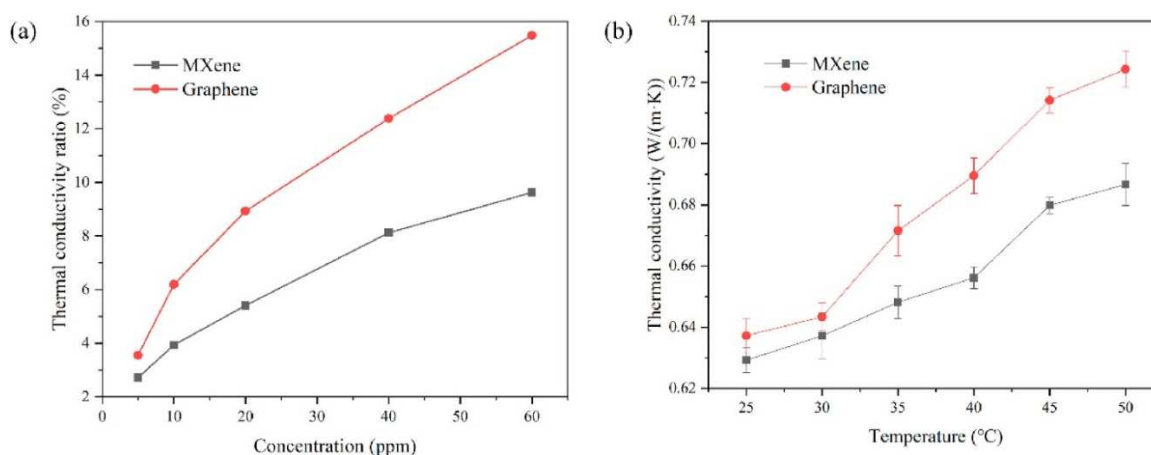 (a)
16
14
12
10
8
6
4
2
0 10 20 30 40 50 60
Thermal conductivity ratio (%)
Concentration (ppm)
MXene
Graphene
(b)
0.74
0.72
0.70
0.68
0.66
0.64
0.62
25 30 35 40 45 50
Thermal conductivity (W/(m·K))
Temperature (°C)
MXene
Graphene